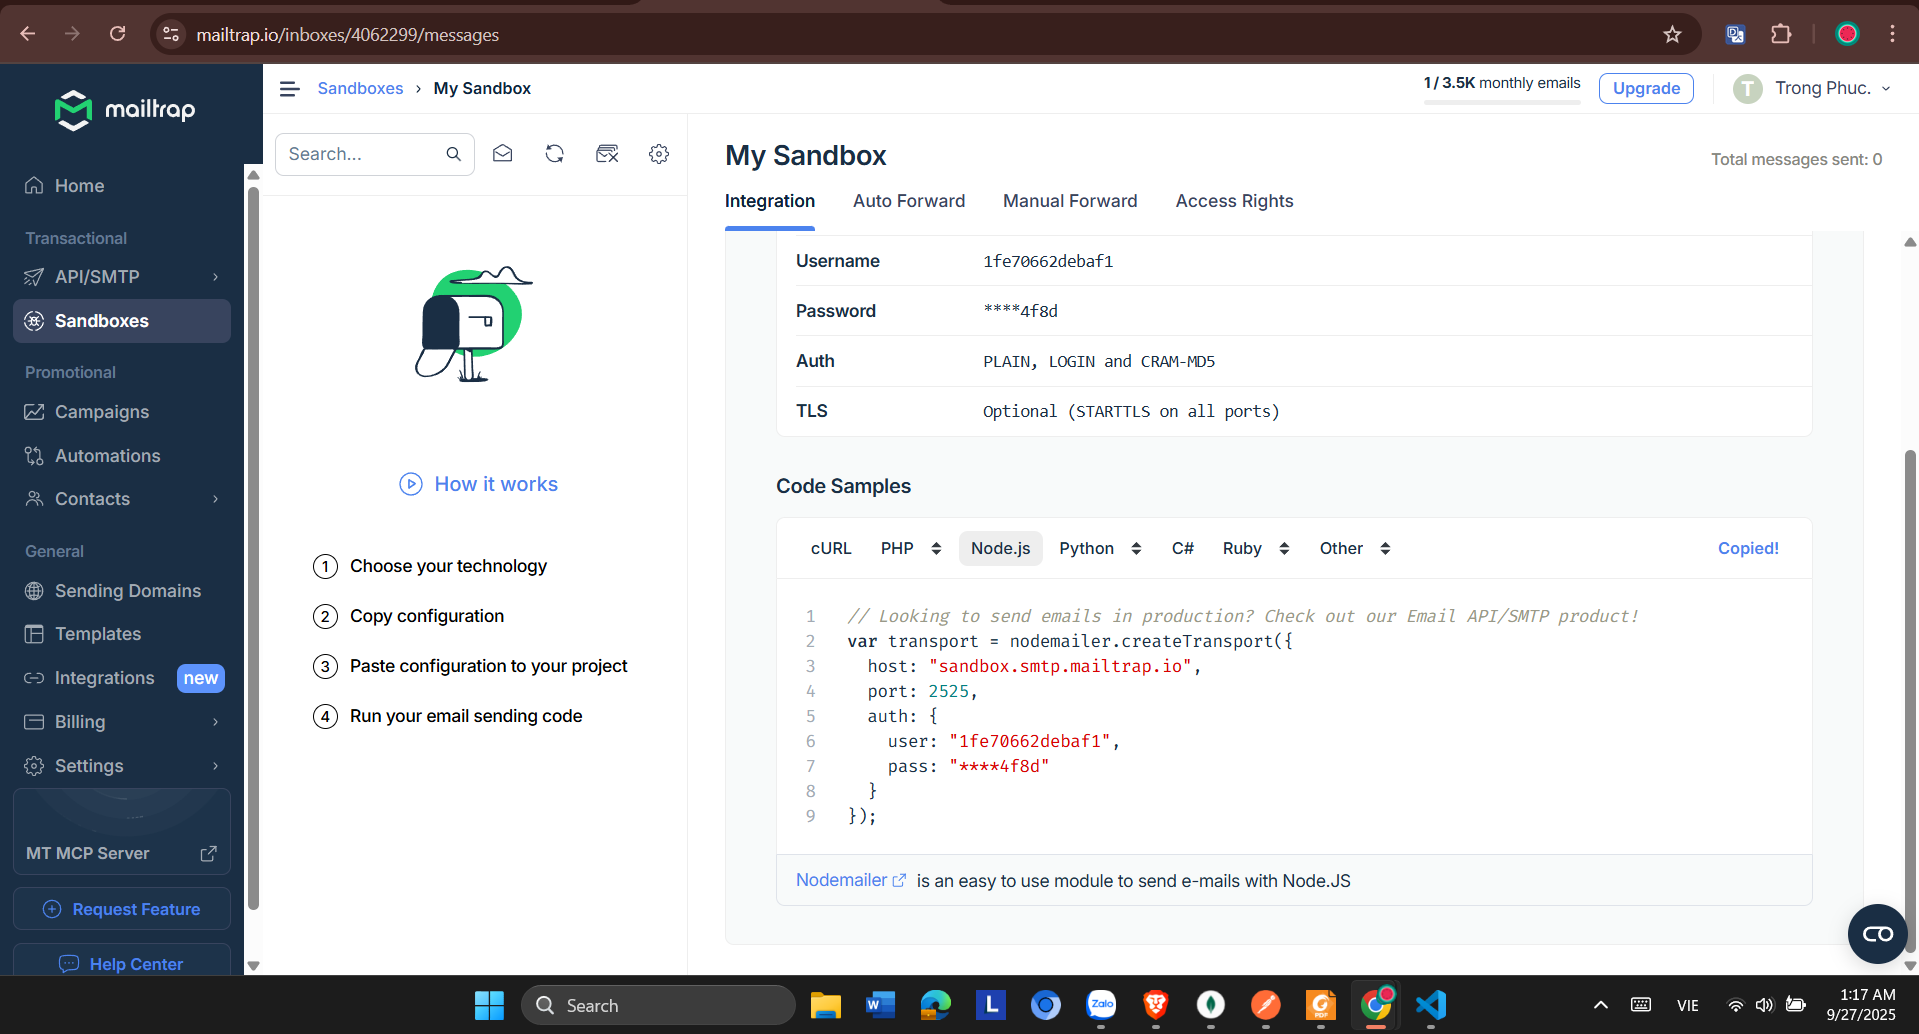 mailtrap.io/inboxes/4062299/messages
mailtrap
Sandboxes › My Sandbox
1 / 3.5K monthly emails
Upgrade
T
Trong Phuc.
Home
Transactional
API/SMTP
Sandboxes
Promotional
Campaigns
Automations
Contacts
General
Sending Domains
Templates
Integrations new
Billing
Settings
MT MCP Server
Request Feature
Help Center
Search...
How it works
1 Choose your technology
2 Copy configuration
3 Paste configuration to your project
4 Run your email sending code
My Sandbox
Total messages sent: 0
Integration Auto Forward Manual Forward Access Rights
Username 1fe70662debaf1
Password ****4f8d
Auth PLAIN, LOGIN and CRAM-MD5
TLS Optional (STARTTLS on all ports)
Code Samples
cURL PHP Node.js Python C# Ruby Other Copied!
1 // Looking to send emails in production? Check out our Email API/SMTP product!
2 var transport = nodemailer.createTransport({
3 host: "sandbox.smtp.mailtrap.io",
4 port: 2525,
5 auth: {
6 user: "1fe70662debaf1",
7 pass: "****4f8d"
8 }
9 });
Nodemailer is an easy to use module to send e-mails with Node.JS
Search
W
L
Zalo
PDF
VIE
1:17 AM
9/27/2025